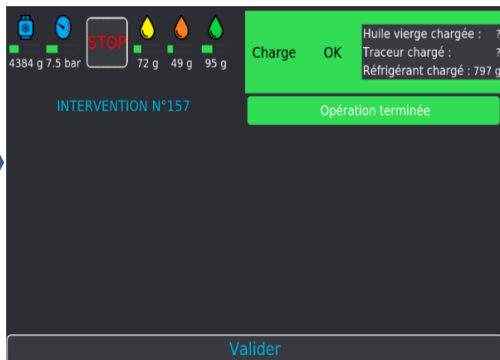 4384 g 7.5 bar STOP 72 g 49 g 95 g
Charge OK
Huile vierge chargée : ?
Traceur chargé : ?
Réfrigérant chargé : 797 g
INTERVENTION N°157
Opération terminée
Valider